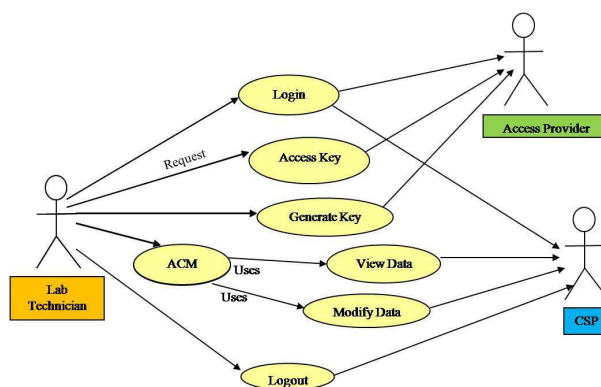 Login
Access Provider
Request
Access Key
Generate Key
ACM
Uses
View Data
Lab
Technician
Uses
Modify Data
CSP
Logout